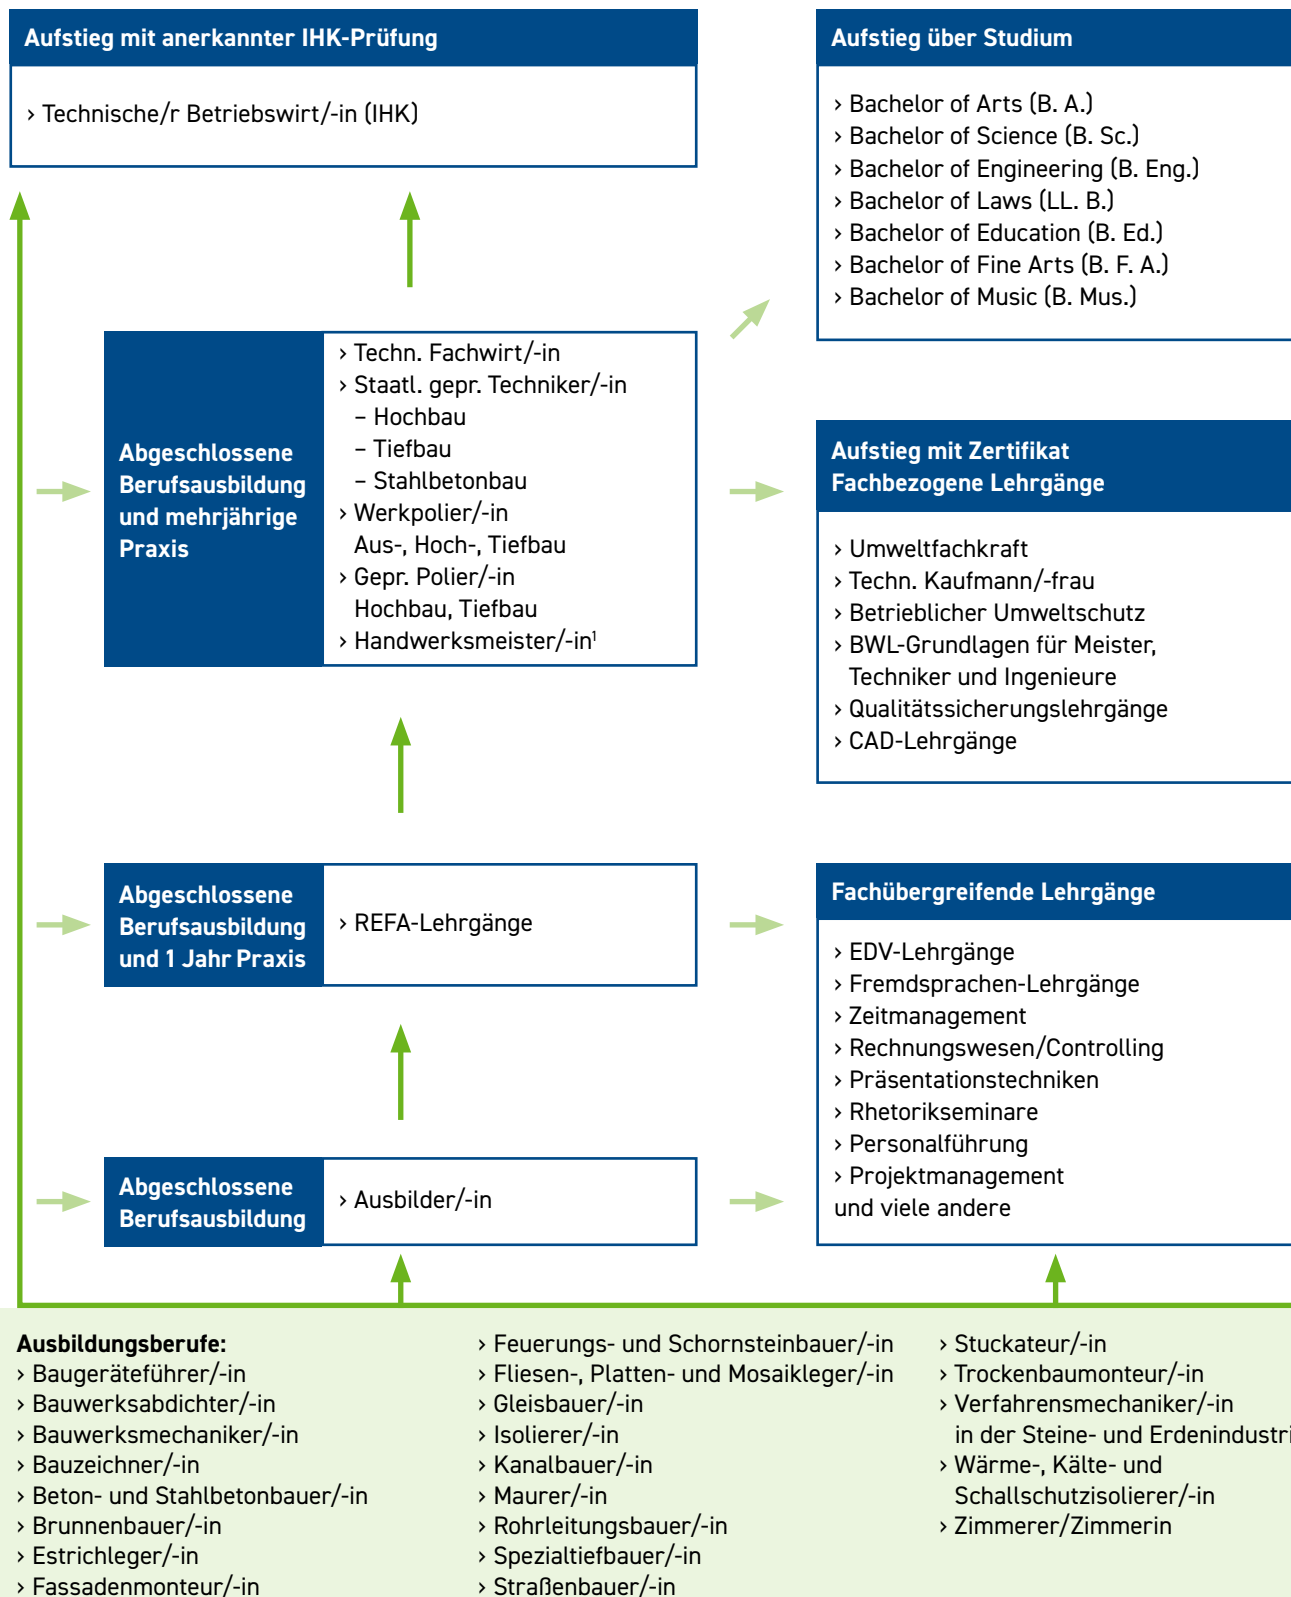 Aufstieg mit anerkannter IHK-Prüfung
› Technische/r Betriebswirt/-in (IHK)
Aufstieg über Studium
› Bachelor of Arts (B. A.)
› Bachelor of Science (B. Sc.)
› Bachelor of Engineering (B. Eng.)
› Bachelor of Laws (LL. B.)
› Bachelor of Education (B. Ed.)
› Bachelor of Fine Arts (B. F. A.)
› Bachelor of Music (B. Mus.)
Abgeschlossene
Berufsausbildung
und mehrjährige
Praxis
› Techn. Fachwirt/-in
› Staatl. gepr. Techniker/-in
– Hochbau
– Tiefbau
– Stahlbetonbau
› Werkpolier/-in
Aus-, Hoch-, Tiefbau
› Gepr. Polier/-in
Hochbau, Tiefbau
› Handwerksmeister/-in¹
Aufstieg mit Zertifikat
Fachbezogene Lehrgänge
› Umweltfachkraft
› Techn. Kaufmann/-frau
› Betrieblicher Umweltschutz
› BWL-Grundlagen für Meister,
Techniker und Ingenieure
› Qualitätssicherungslehrgänge
› CAD-Lehrgänge
Abgeschlossene
Berufsausbildung
und 1 Jahr Praxis
› REFA-Lehrgänge
Fachübergreifende Lehrgänge
› EDV-Lehrgänge
› Fremdsprachen-Lehrgänge
› Zeitmanagement
› Rechnungswesen/Controlling
› Präsentationstechniken
› Rhetorikseminare
› Personalführung
› Projektmanagement
und viele andere
Abgeschlossene
Berufsausbildung
› Ausbilder/-in
Ausbildungsberufe:
› Baugeräteführer/-in
› Bauwerksabdichter/-in
› Bauwerksmechaniker/-in
› Bauzeichner/-in
› Beton- und Stahlbetonbauer/-in
› Brunnenbauer/-in
› Estrichleger/-in
› Fassadenmonteur/-in
› Feuerungs- und Schornsteinbauer/-in
› Fliesen-, Platten- und Mosaikleger/-in
› Gleisbauer/-in
› Isolierer/-in
› Kanalbauer/-in
› Maurer/-in
› Rohrleitungsbauer/-in
› Spezialtiefbauer/-in
› Straßenbauer/-in
› Stuckateur/-in
› Trockenbaumonteur/-in
› Verfahrensmechaniker/-in
in der Steine- und Erdenindustri
› Wärme-, Kälte- und
Schallschutzisolierer/-in
› Zimmerer/Zimmerin